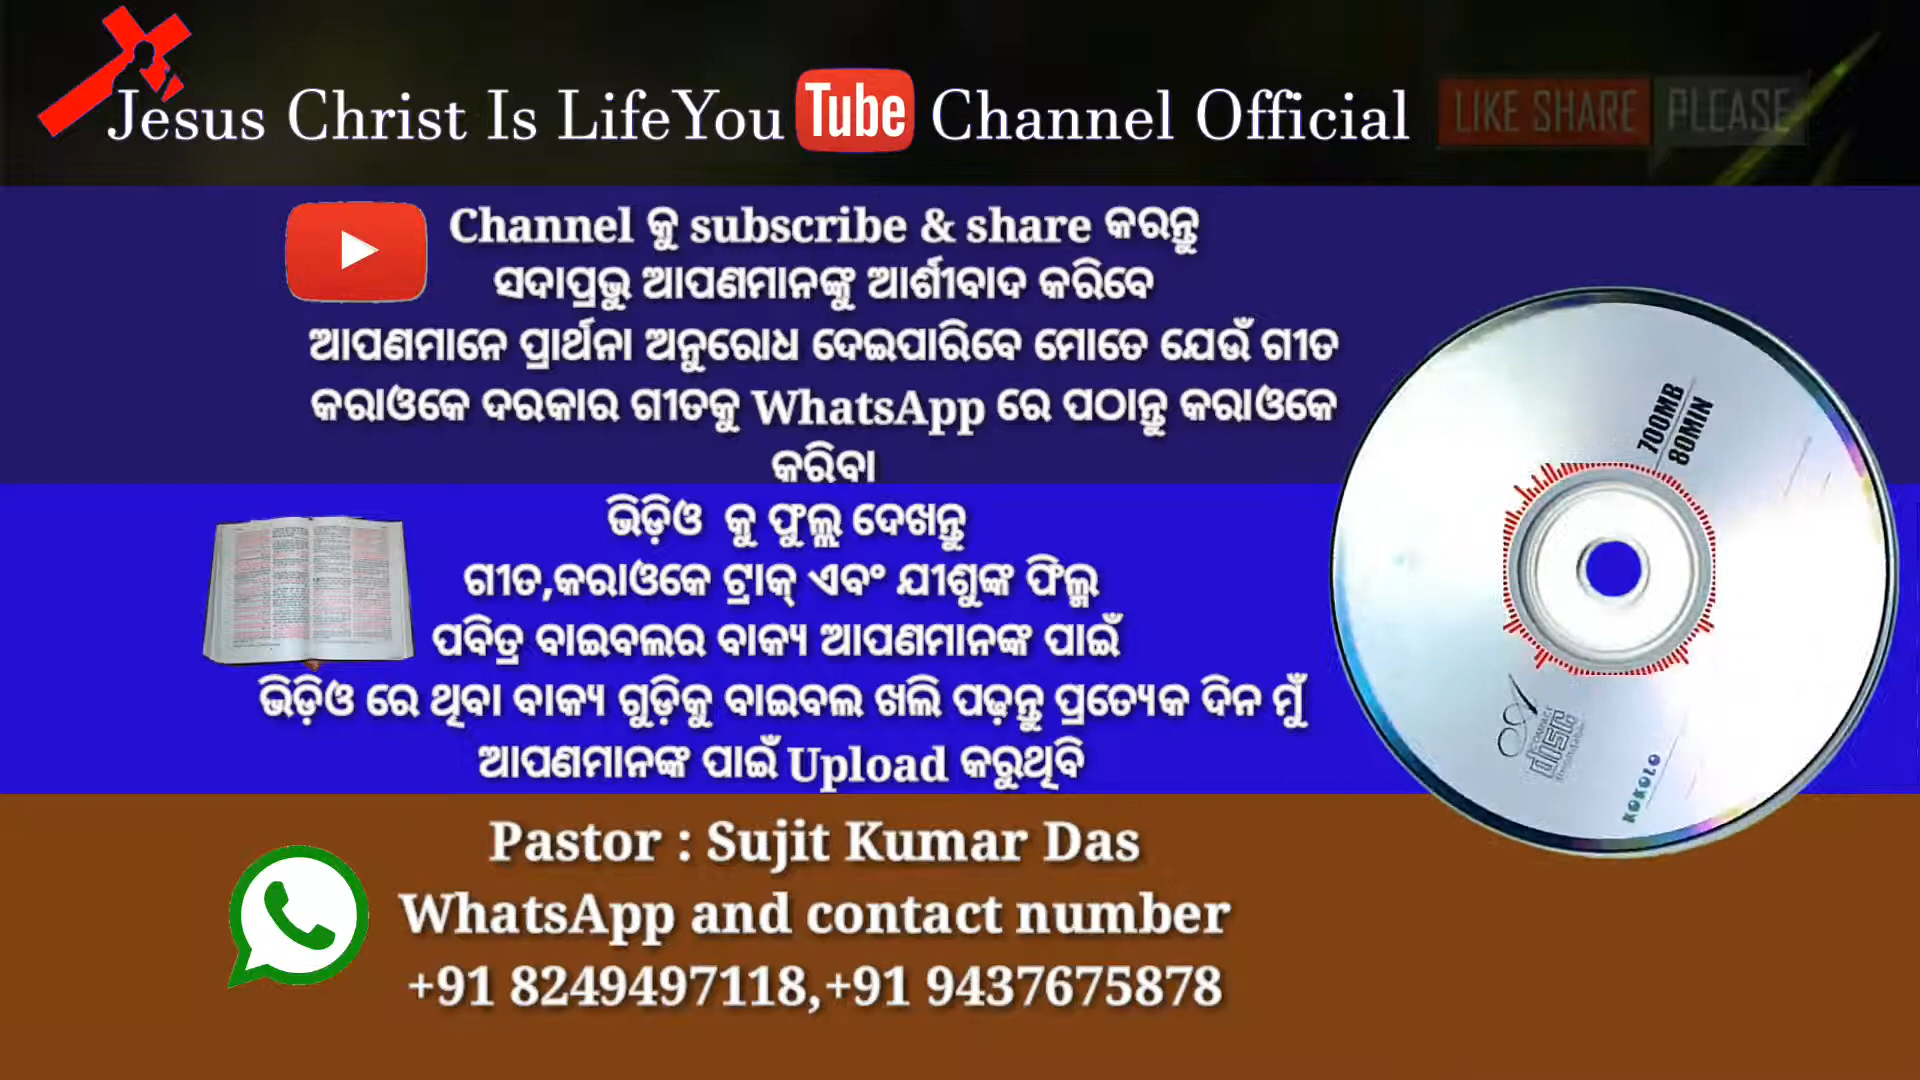 Jesus Christ Is LifeYou Tube Channel Official
LIKE SHARE PLEASE
Channel କୁ subscribe & share କରନ୍ତୁ
ସଦାପ୍ରଭୁ ଆପଣମାନଙ୍କୁ ଆର୍ଶୀବାଦ କରିବେ
ଆପଣମାନେ ପ୍ରାର୍ଥନା ଅନୁରୋଧ ଦେଇପାରିବେ ମୋତେ ଯେଉଁ ଗୀତ
କରାଓକେ ଦରକାର ଗୀତକୁ WhatsApp ରେ ପଠାନ୍ତୁ କରାଓକେ
କରିବା
ଭିଡ଼ିଓ କୁ ଫୁଲ୍ଲ ଦେଖନ୍ତୁ
ଗୀତ,କରାଓକେ ଟ୍ରାକ୍ ଏବଂ ଯୀଶୁଙ୍କ ଫିଲ୍ମ
ପବିତ୍ର ବାଇବଲର ବାକ୍ୟ ଆପଣମାନଙ୍କ ପାଇଁ
ଭିଡ଼ିଓ ରେ ଥିବା ବାକ୍ୟ ଗୁଡ଼ିକୁ ବାଇବଲ ଖଲି ପଢ଼ନ୍ତୁ ପ୍ରତ୍ୟେକ ଦିନ ମୁଁ
ଆପଣମାନଙ୍କ ପାଇଁ Upload କରୁଥିବି
700MB
80MIN
COMPACT
disc
KOKOLO
Pastor : Sujit Kumar Das
WhatsApp and contact number
+91 8249497118,+91 9437675878